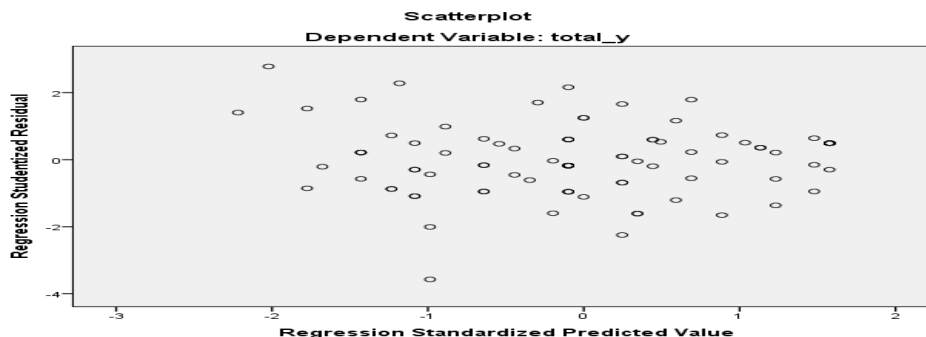 Scatterplot
Dependent Variable: total_y
Regression Studentized Residual
2
0
-2
-4
-3
-2
-1
0
1
2
Regression Standardized Predicted Value